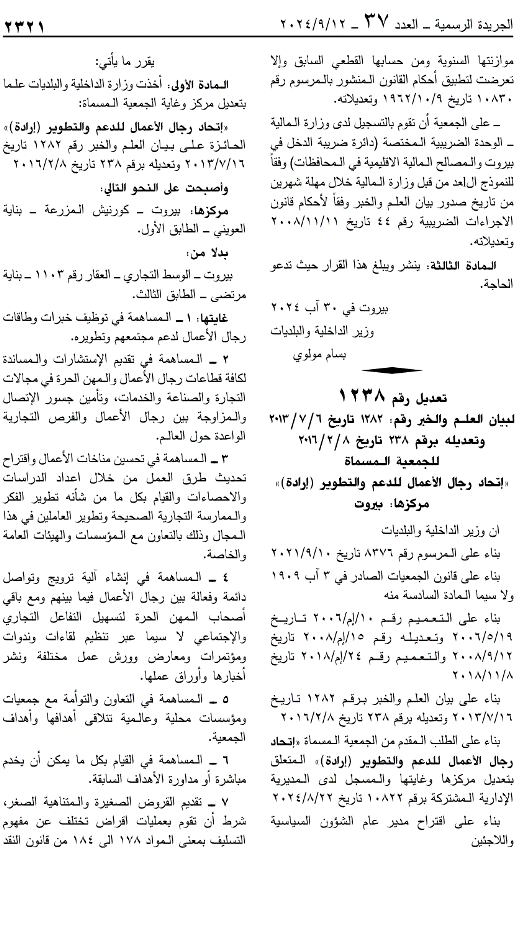 الجريدة الرسمية ـ العدد ٣٧ ـ ٢٠٢٤/٩/١٢
٢٣٢١
موازنتها السنوية ومن حسابها القطعي السابق وإلا
تعرضت لتطبيق أحكام القانون المنشور بالمرسوم رقم
١٠٨٣٠ تاريخ ١٩٦٢/١٠/٩ وتعديلاته.
ـ على الجمعية أن تقوم بالتسجيل لدى وزارة المالية
ـ الوحدة الضريبية المختصة (دائرة ضريبة الدخل في
بيروت والمصالح المالية الاقليمية في المحافظات) وفقاً
للنموذج المعد من قبل وزارة المالية خلال مهلة شهرين
من تاريخ صدور بيان العلم والخبر وفقاً لأحكام قانون
الاجراءات الضريبية رقم ٤٤ تاريخ ٢٠٠٨/١١/١١
وتعديلاته.
المادة الثالثة: ينشر ويبلغ هذا القرار حيث تدعو
الحاجة.
بيروت في ٣٠ آب ٢٠٢٤
وزير الداخلية والبلديات
بسام مولوي
تعديل رقم ١٢٣٨
لبيان العلم والخبر رقم: ١٢٨٢ تاريخ ٢٠١٣/٧/٦
وتعديله برقم ٢٣٨ تاريخ ٢٠١٦/٢/٨
للجمعية المسماة
«إتحاد رجال الأعمال للدعم والتطوير (إرادة)»
مركزها: بيروت
ان وزير الداخلية والبلديات
بناء على المرسوم رقم ٨٣٧٦ تاريخ ٢٠٢١/٩/١٠
بناء على قانون الجمعيات الصادر في ٣ آب ١٩٠٩
ولا سيما المادة السادسة منه
بناء على التعميم رقم ١٠/إم/٢٠٠٦ تاريخ
٢٠٠٦/٥/١٩ وتعديله رقم ١٥/إم/٢٠٠٨ تاريخ
٢٠٠٨/٩/١٢ والتعميم رقم ٢٤/إم/٢٠١٨ تاريخ
٢٠١٨/١١/٨
بناء على بيان العلم والخبر برقم ١٢٨٢ تاريخ
٢٠١٣/٧/١٦ وتعديله برقم ٢٣٨ تاريخ ٢٠١٦/٢/٨
بناء على الطلب المقدم من الجمعية المسماة «إتحاد
رجال الأعمال للدعم والتطوير (إرادة)» المتعلق
بتعديل مركزها وغايتها والمسجل لدى المديرية
الإدارية المشتركة برقم ١٠٨٢٢ تاريخ ٢٠٢٤/٨/٢٢
بناء على اقتراح مدير عام الشؤون السياسية
واللاجئين
يقرر ما يأتي:
المادة الأولى: أخذت وزارة الداخلية والبلديات علما
بتعديل مركز وغاية الجمعية المسماة:
«إتحاد رجال الأعمال للدعم والتطوير (إرادة)»
الحائزة على بيان العلم والخبر رقم ١٢٨٢ تاريخ
٢٠١٣/٧/١٦ وتعديله برقم ٢٣٨ تاريخ ٢٠١٦/٢/٨
وأصبحت على النحو التالي:
مركزها: بيروت ـ كورنيش المزرعة ـ بناية
العويني ـ الطابق الأول.
بدلا من:
بيروت ـ الوسط التجاري ـ العقار رقم ١١٠٣ ـ بناية
مرتضى ـ الطابق الثالث.
غايتها: ١ ـ المساهمة في توظيف خبرات وطاقات
رجال الأعمال لدعم مجتمعهم وتطويره.
٢ ـ المساهمة في تقديم الإستشارات والمساندة
لكافة قطاعات رجال الأعمال والمهن الحرة في مجالات
التجارة والصناعة والخدمات، وتأمين جسور الإتصال
والمزاوجة بين رجال الأعمال والفرص التجارية
الواعدة حول العالم.
٣ ـ المساهمة في تحسين مناخات الأعمال واقتراح
تحديث طرق العمل من خلال اعداد الدراسات
والاحصاءات والقيام بكل ما من شأنه تطوير الفكر
والممارسة التجارية الصحيحة وتطوير العاملين في هذا
المجال وذلك بالتعاون مع المؤسسات والهيئات العامة
والخاصة.
٤ ـ المساهمة في إنشاء آلية ترويج وتواصل
دائمة وفعالة بين رجال الأعمال فيما بينهم ومع باقي
أصحاب المهن الحرة لتسهيل التفاعل التجاري
والإجتماعي لا سيما عبر تنظيم لقاءات وندوات
ومؤتمرات ومعارض وورش عمل مختلفة ونشر
أخبارها وأوراق عملها.
٥ ـ المساهمة في التعاون والتوأمة مع جمعيات
ومؤسسات محلية وعالمية تتلاقى أهدافها وأهداف
الجمعية.
٦ ـ المساهمة في القيام بكل ما يمكن أن يخدم
مباشرة أو مداورة الأهداف السابقة.
٧ ـ تقديم القروض الصغيرة والمتناهية الصغر،
شرط أن تقوم بعمليات اقراض تختلف عن مفهوم
التسليف بمعنى المواد ١٧٨ الى ١٨٤ من قانون النقد